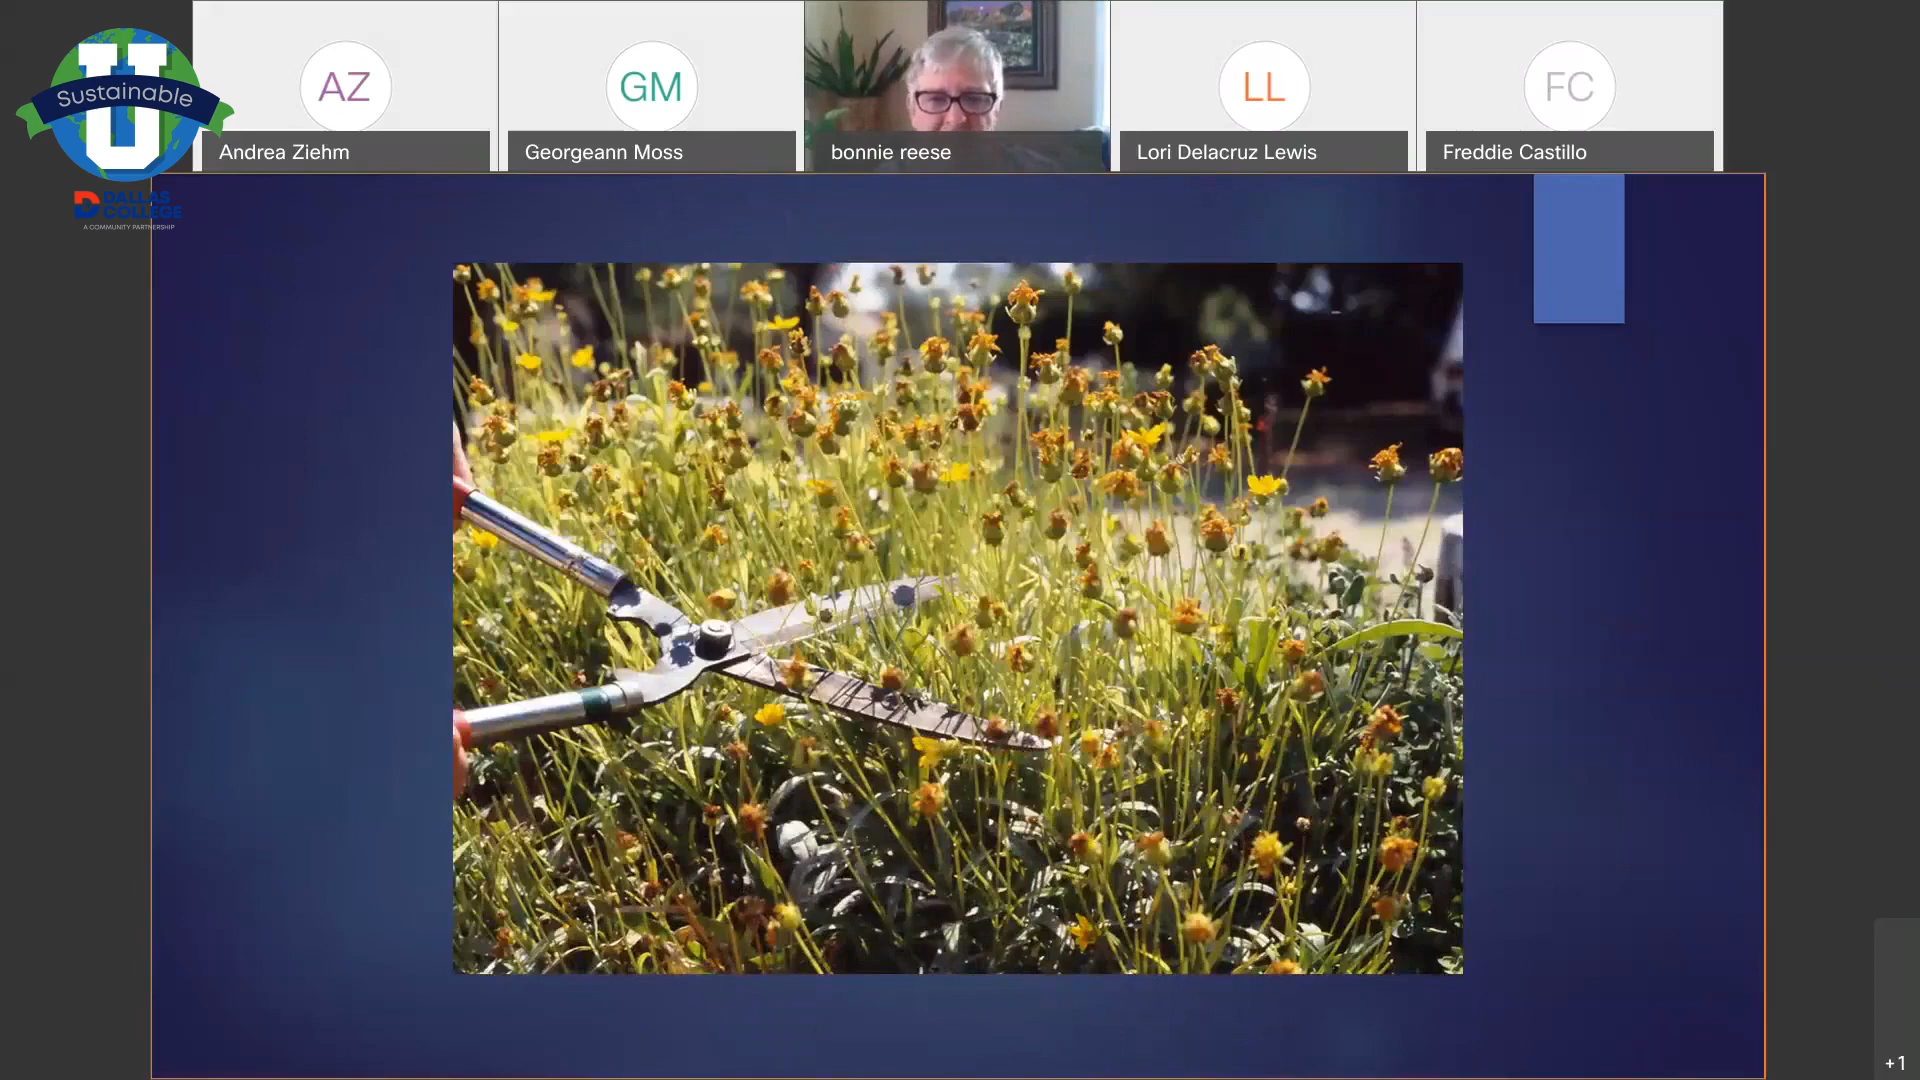 U
Sustainable
DALLAS
COLLEGE
A COMMUNITY PARTNERSHIP
AZ
Andrea Ziehm
GM
Georgeann Moss
bonnie reese
LL
Lori Delacruz Lewis
FC
Freddie Castillo
+1